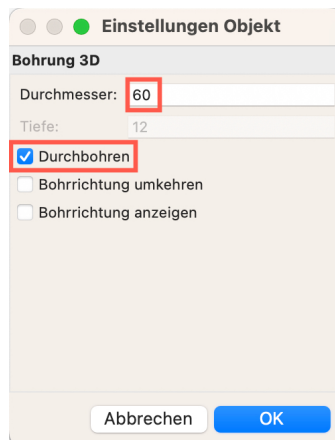 Einstellungen Objekt
Bohrung 3D
Durchmesser: 60
Tiefe: 12
Durchbohren
Bohrrichtung umkehren
Bohrrichtung anzeigen
Abbrechen OK